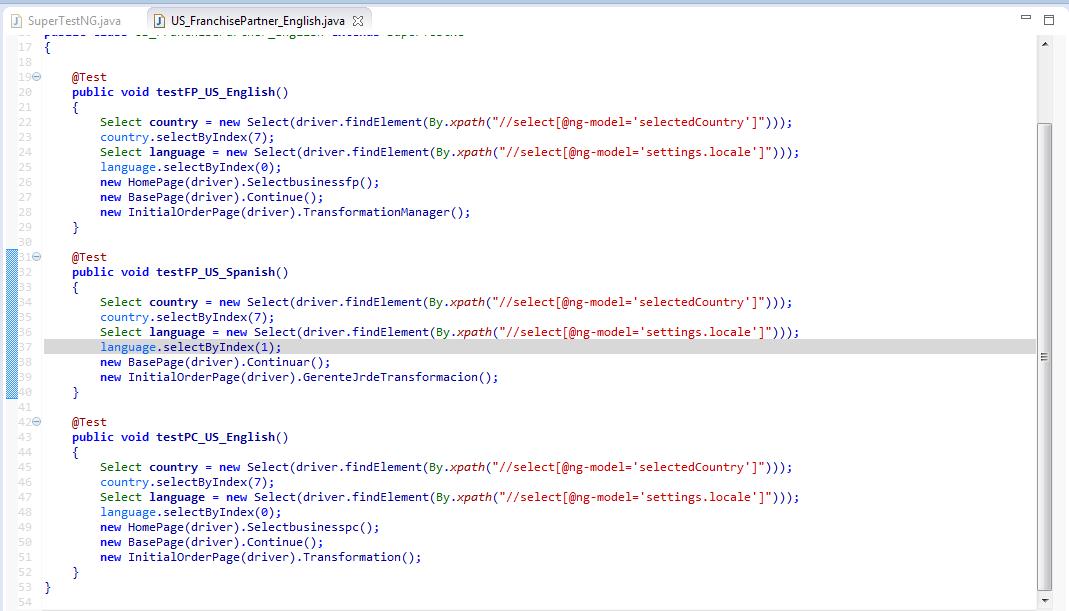 SuperTestNG.java
US_FranchisePartner_English.java
17 {
18
19 @Test
20 public void testFP_US_English()
21 {
22 Select country = new Select(driver.findElement(By.xpath("//select[@ng-model='selectedCountry']")));
23 country.selectByIndex(7);
24 Select language = new Select(driver.findElement(By.xpath("//select[@ng-model='settings.locale']")));
25 language.selectByIndex(0);
26 new HomePage(driver).Selectbusinessfp();
27 new BasePage(driver).Continue();
28 new InitialOrderPage(driver).TransformationManager();
29 }
30
31 @Test
32 public void testFP_US_Spanish()
33 {
34 Select country = new Select(driver.findElement(By.xpath("//select[@ng-model='selectedCountry']")));
35 country.selectByIndex(7);
36 Select language = new Select(driver.findElement(By.xpath("//select[@ng-model='settings.locale']")));
37 language.selectByIndex(1);
38 new BasePage(driver).Continuar();
39 new InitialOrderPage(driver).GerenteJrdeTransformacion();
40 }
41
42 @Test
43 public void testPC_US_English()
44 {
45 Select country = new Select(driver.findElement(By.xpath("//select[@ng-model='selectedCountry']")));
46 country.selectByIndex(7);
47 Select language = new Select(driver.findElement(By.xpath("//select[@ng-model='settings.locale']")));
48 language.selectByIndex(0);
49 new HomePage(driver).Selectbusinesspc();
50 new BasePage(driver).Continue();
51 new InitialOrderPage(driver).Transformation();
52 }
53 }
54